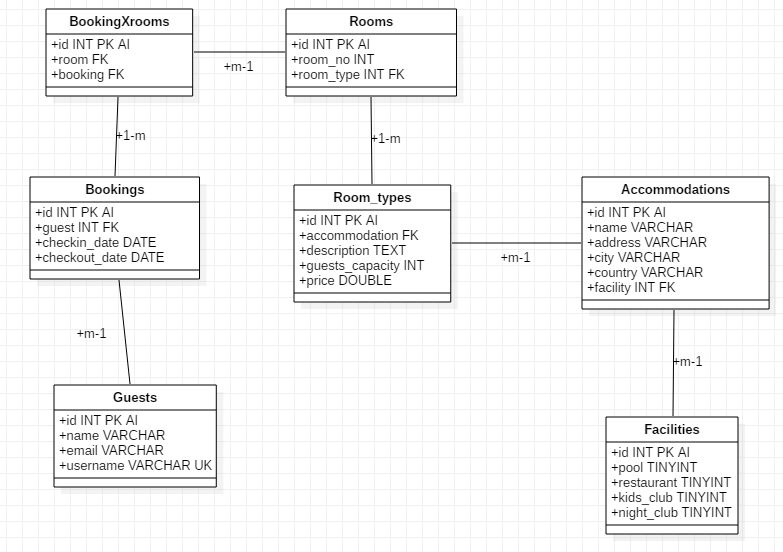 BookingXrooms
+id INT PK AI
+room FK
+booking FK
+m-1
Rooms
+id INT PK AI
+room_no INT
+room_type INT FK
+1-m
+1-m
Bookings
+id INT PK AI
+guest INT FK
+checkin_date DATE
+checkout_date DATE
Room_types
+id INT PK AI
+accommodation FK
+description TEXT
+guests_capacity INT
+price DOUBLE
+m-1
Accommodations
+id INT PK AI
+name VARCHAR
+address VARCHAR
+city VARCHAR
+country VARCHAR
+facility INT FK
+m-1
+m-1
Guests
+id INT PK AI
+name VARCHAR
+email VARCHAR
+username VARCHAR UK
Facilities
+id INT PK AI
+pool TINYINT
+restaurant TINYINT
+kids_club TINYINT
+night_club TINYINT